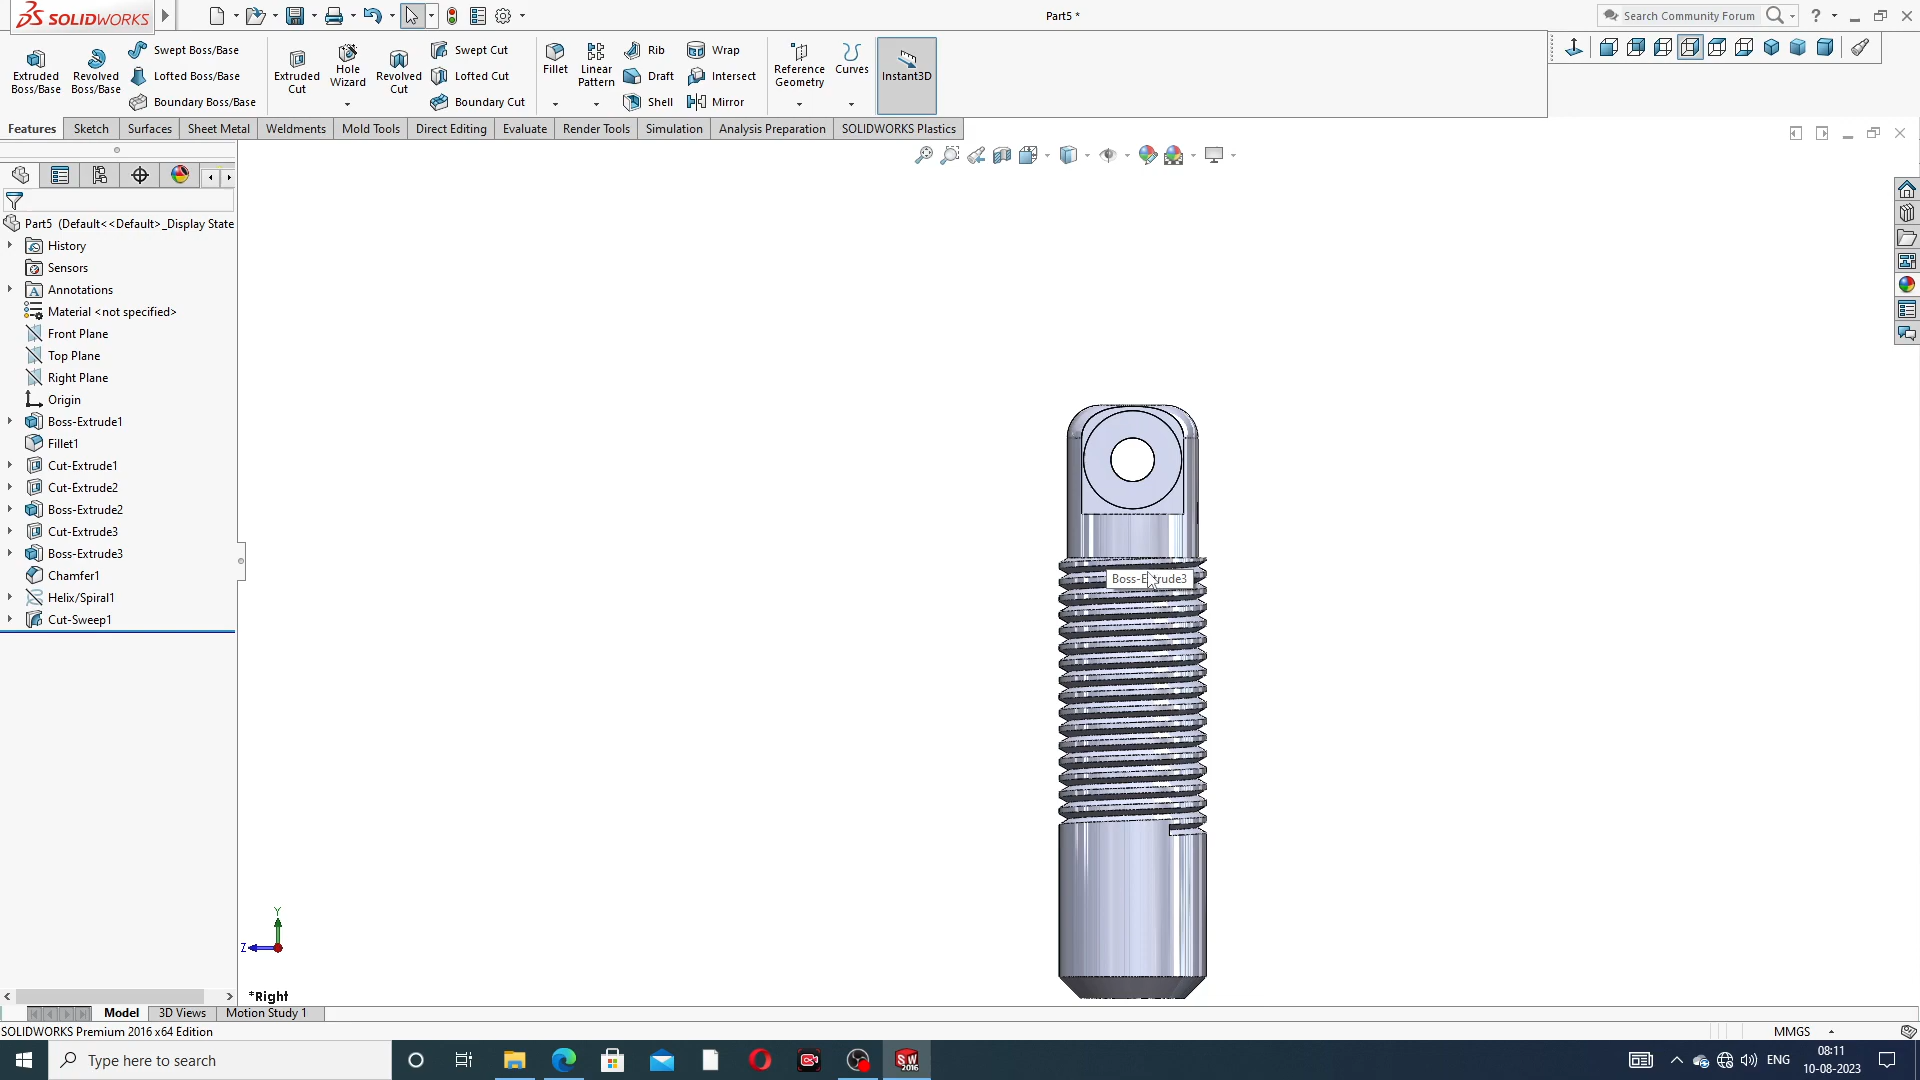 SOLIDWORKS
Part5 *
Search Community Forum
?
Extruded Boss/Base
Revolved Boss/Base
Swept Boss/Base
Lofted Boss/Base
Boundary Boss/Base
Extruded Cut
Hole Wizard
Revolved Cut
Swept Cut
Lofted Cut
Boundary Cut
Fillet
Linear Pattern
Rib
Draft
Shell
Wrap
Intersect
Mirror
Reference Geometry
Curves
Instant3D
Features
Sketch
Surfaces
Sheet Metal
Weldments
Mold Tools
Direct Editing
Evaluate
Render Tools
Simulation
Analysis Preparation
SOLIDWORKS Plastics
Part5 (Default<<Default>_Display State
History
Sensors
Annotations
Material <not specified>
Front Plane
Top Plane
Right Plane
Origin
Boss-Extrude1
Fillet1
Cut-Extrude1
Cut-Extrude2
Boss-Extrude2
Cut-Extrude3
Boss-Extrude3
Chamfer1
Helix/Spiral1
Cut-Sweep1
Boss-Extrude3
Y
Z
*Right
Model
3D Views
Motion Study 1
SOLIDWORKS Premium 2016 x64 Edition
MMGS
Type here to search
SW
2016
ENG
08:11
10-08-2023